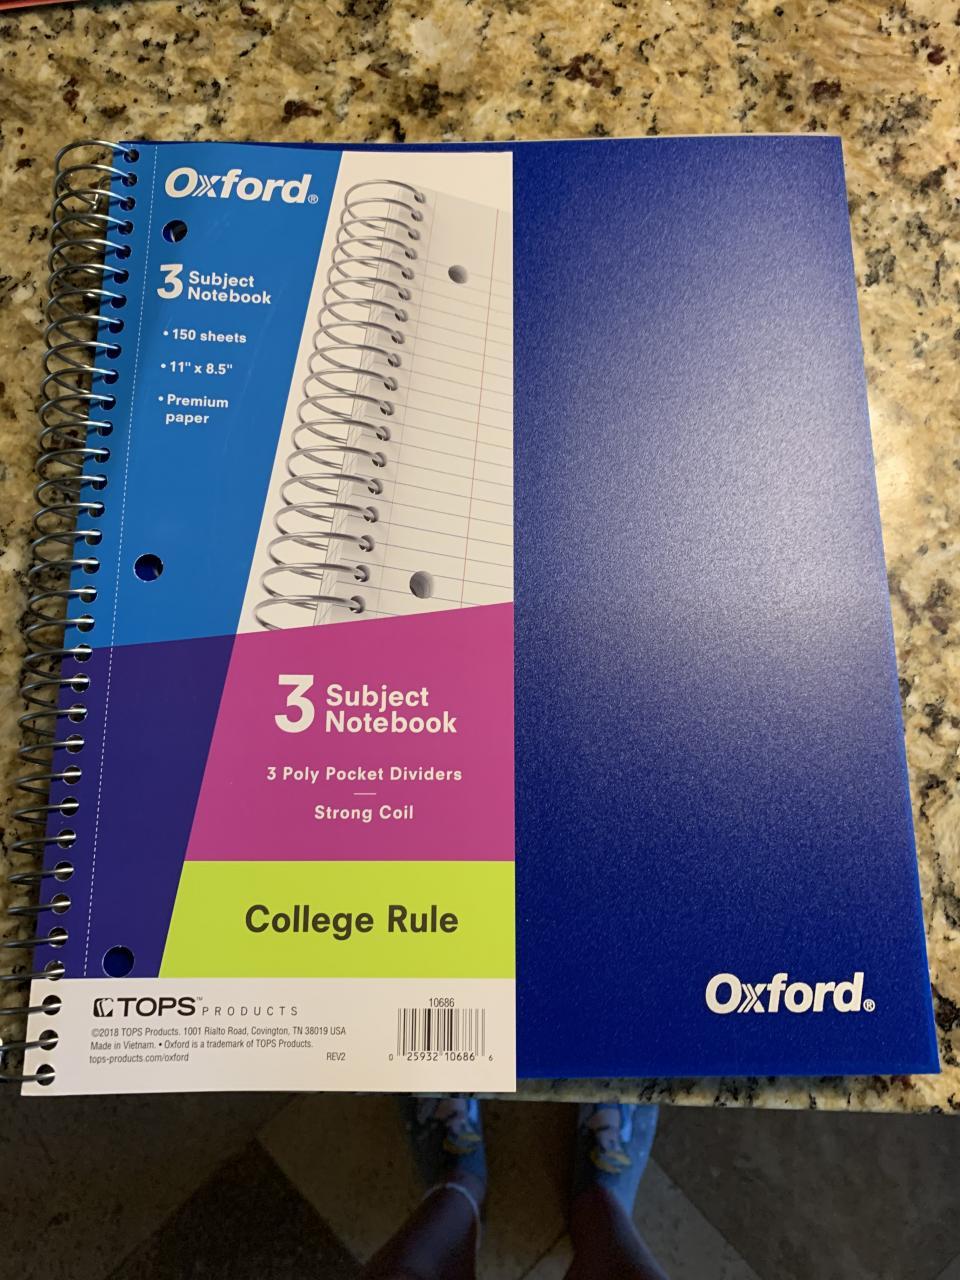 Oxford®
3 Subject
Notebook
• 150 sheets
• 11" x 8.5"
• Premium
paper
3 Subject
Notebook
3 Poly Pocket Dividers
Strong Coil
College Rule
Oxford®
TOPS™ PRODUCTS
©2018 TOPS Products. 1001 Rialto Road, Covington, TN 38019 USA
Made in Vietnam. • Oxford is a trademark of TOPS Products.
tops-products.com/oxford
REV2
10686
0 25932 10686 6